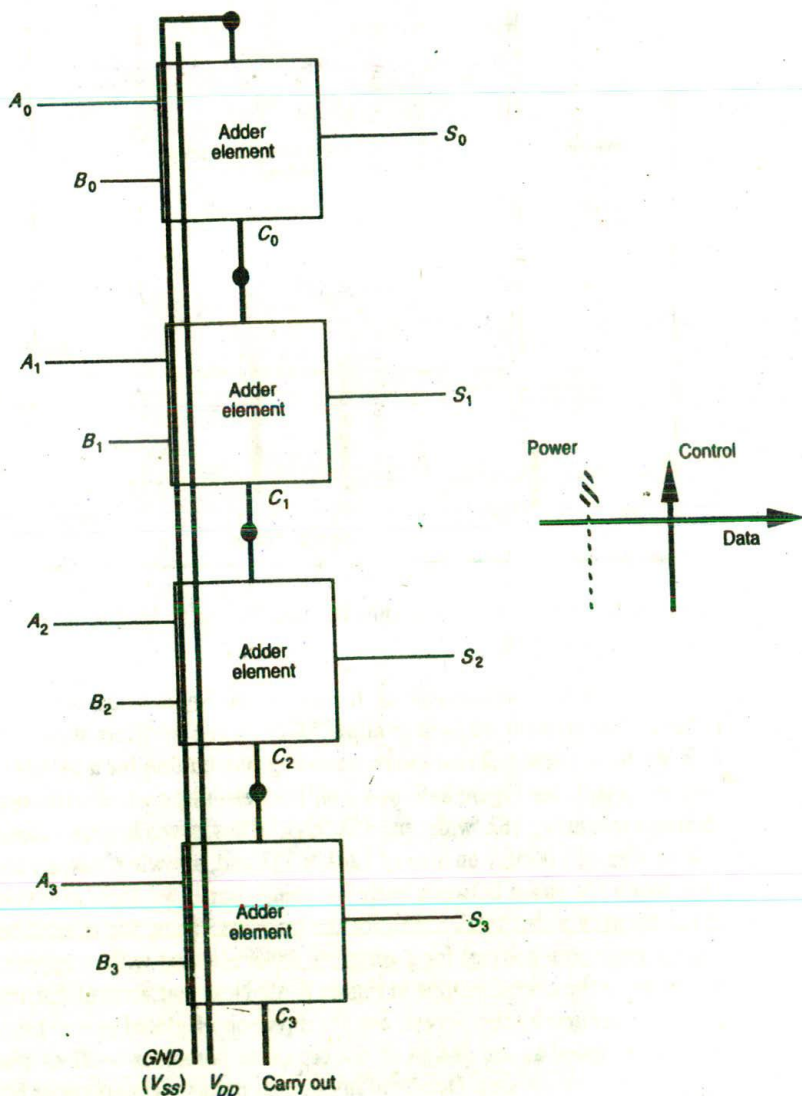 A0
Adder
element
S0
B0
C0
A1
Adder
element
S1
B1
C1
Power
Control
Data
A2
Adder
element
S2
B2
C2
A3
Adder
element
S3
B3
C3
GND
(VSS) VDD Carry out